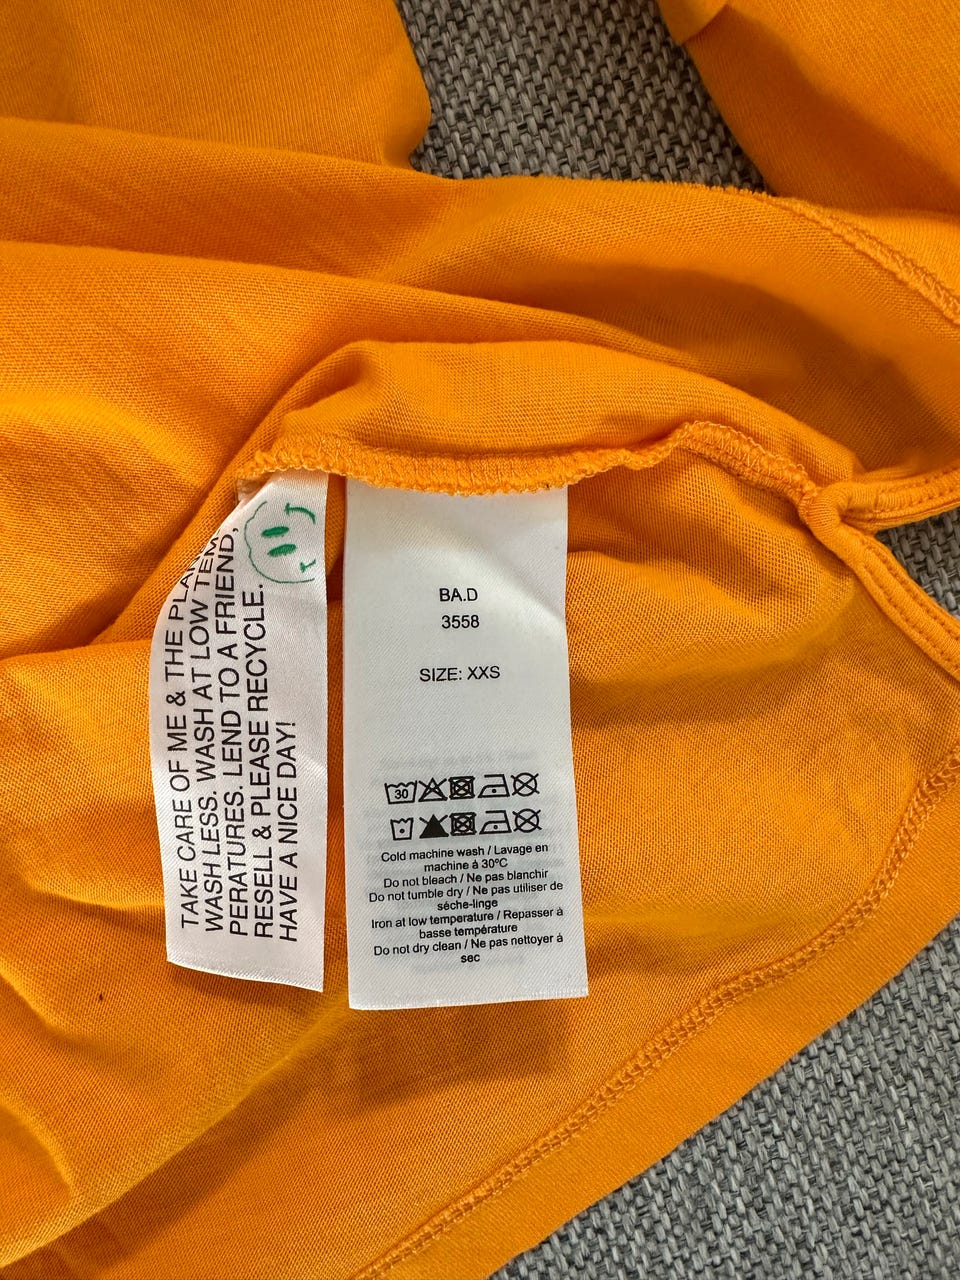 TAKE CARE OF ME & THE
WASH LESS. WASH AT LOW TEM-
PERATURES. LEND TO A FRIEND,
RESELL & PLEASE RECYCLE.
HAVE A NICE DAY!
BA.D
3558
SIZE: XXS
30
Cold machine wash / Lavage en
machine à 30ºC
Do not bleach / Ne pas blanchir
Do not tumble dry / Ne pas utiliser de
séche-linge
Iron at low temperature / Repasser à
basse température
Do not dry clean / Ne pas nettoyer à
sec